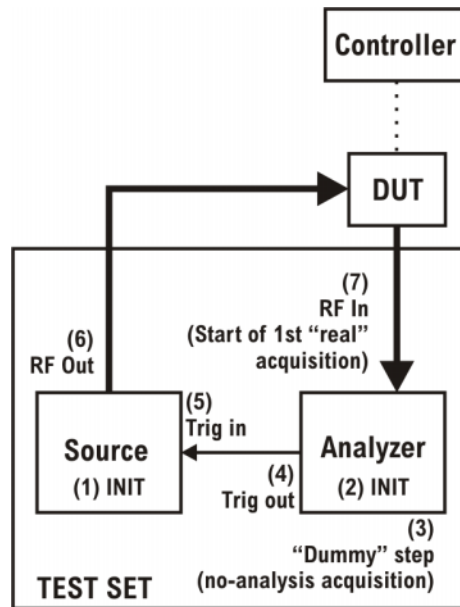 Controller
DUT
(7)
RF In
(Start of 1st “real”
acquisition)
(6)
RF Out
(5)
Trig in
Source
(1) INIT
Analyzer
(2) INIT
(4)
Trig out
(3)
“Dummy” step
(no-analysis acquisition)
TEST SET